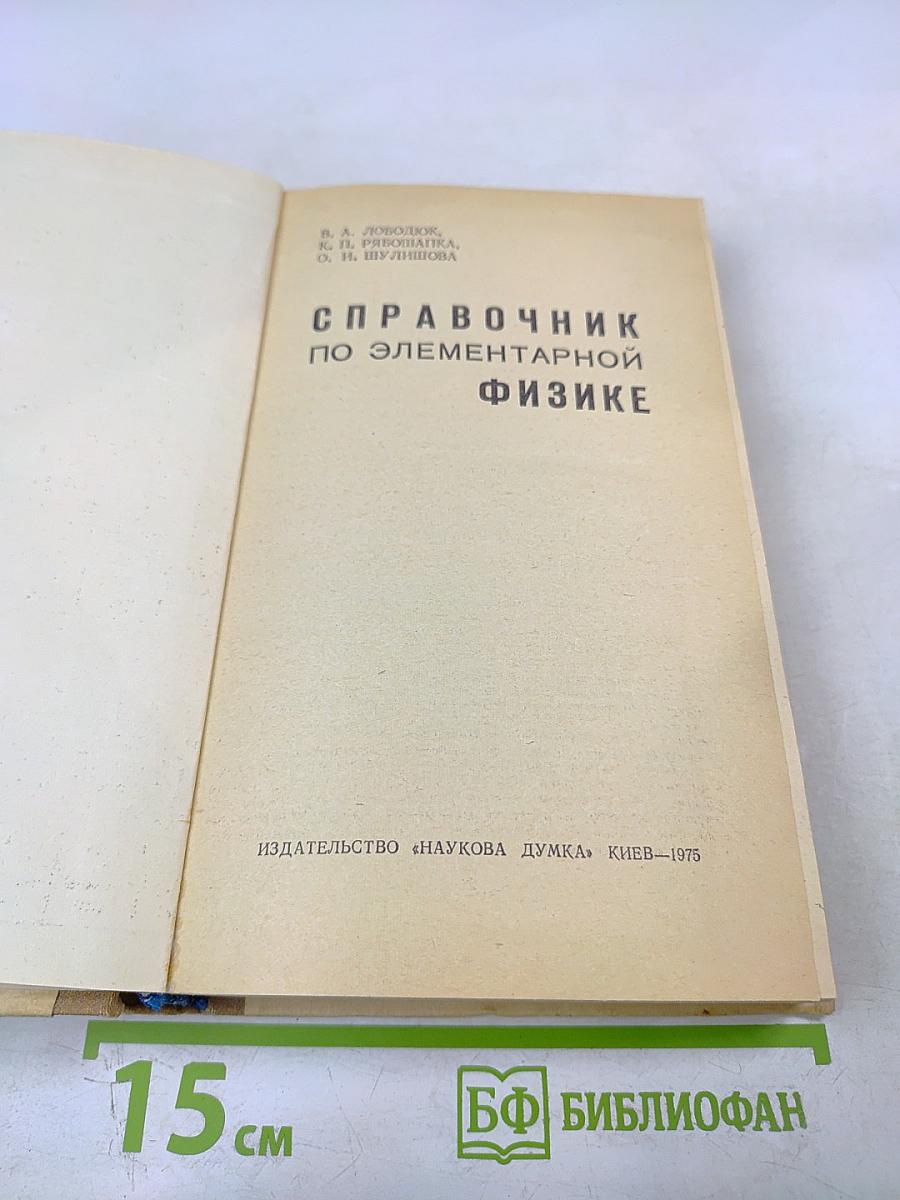 В. А. ЛОБОДЮК,
К. П. РЯБОШАПКА,
О. И. ШУЛИШОВА
СПРАВОЧНИК
ПО ЭЛЕМЕНТАРНОЙ
ФИЗИКЕ
ИЗДАТЕЛЬСТВО «НАУКОВА ДУМКА» КИЕВ—1975
15 см
БФ БИБЛИОФАН